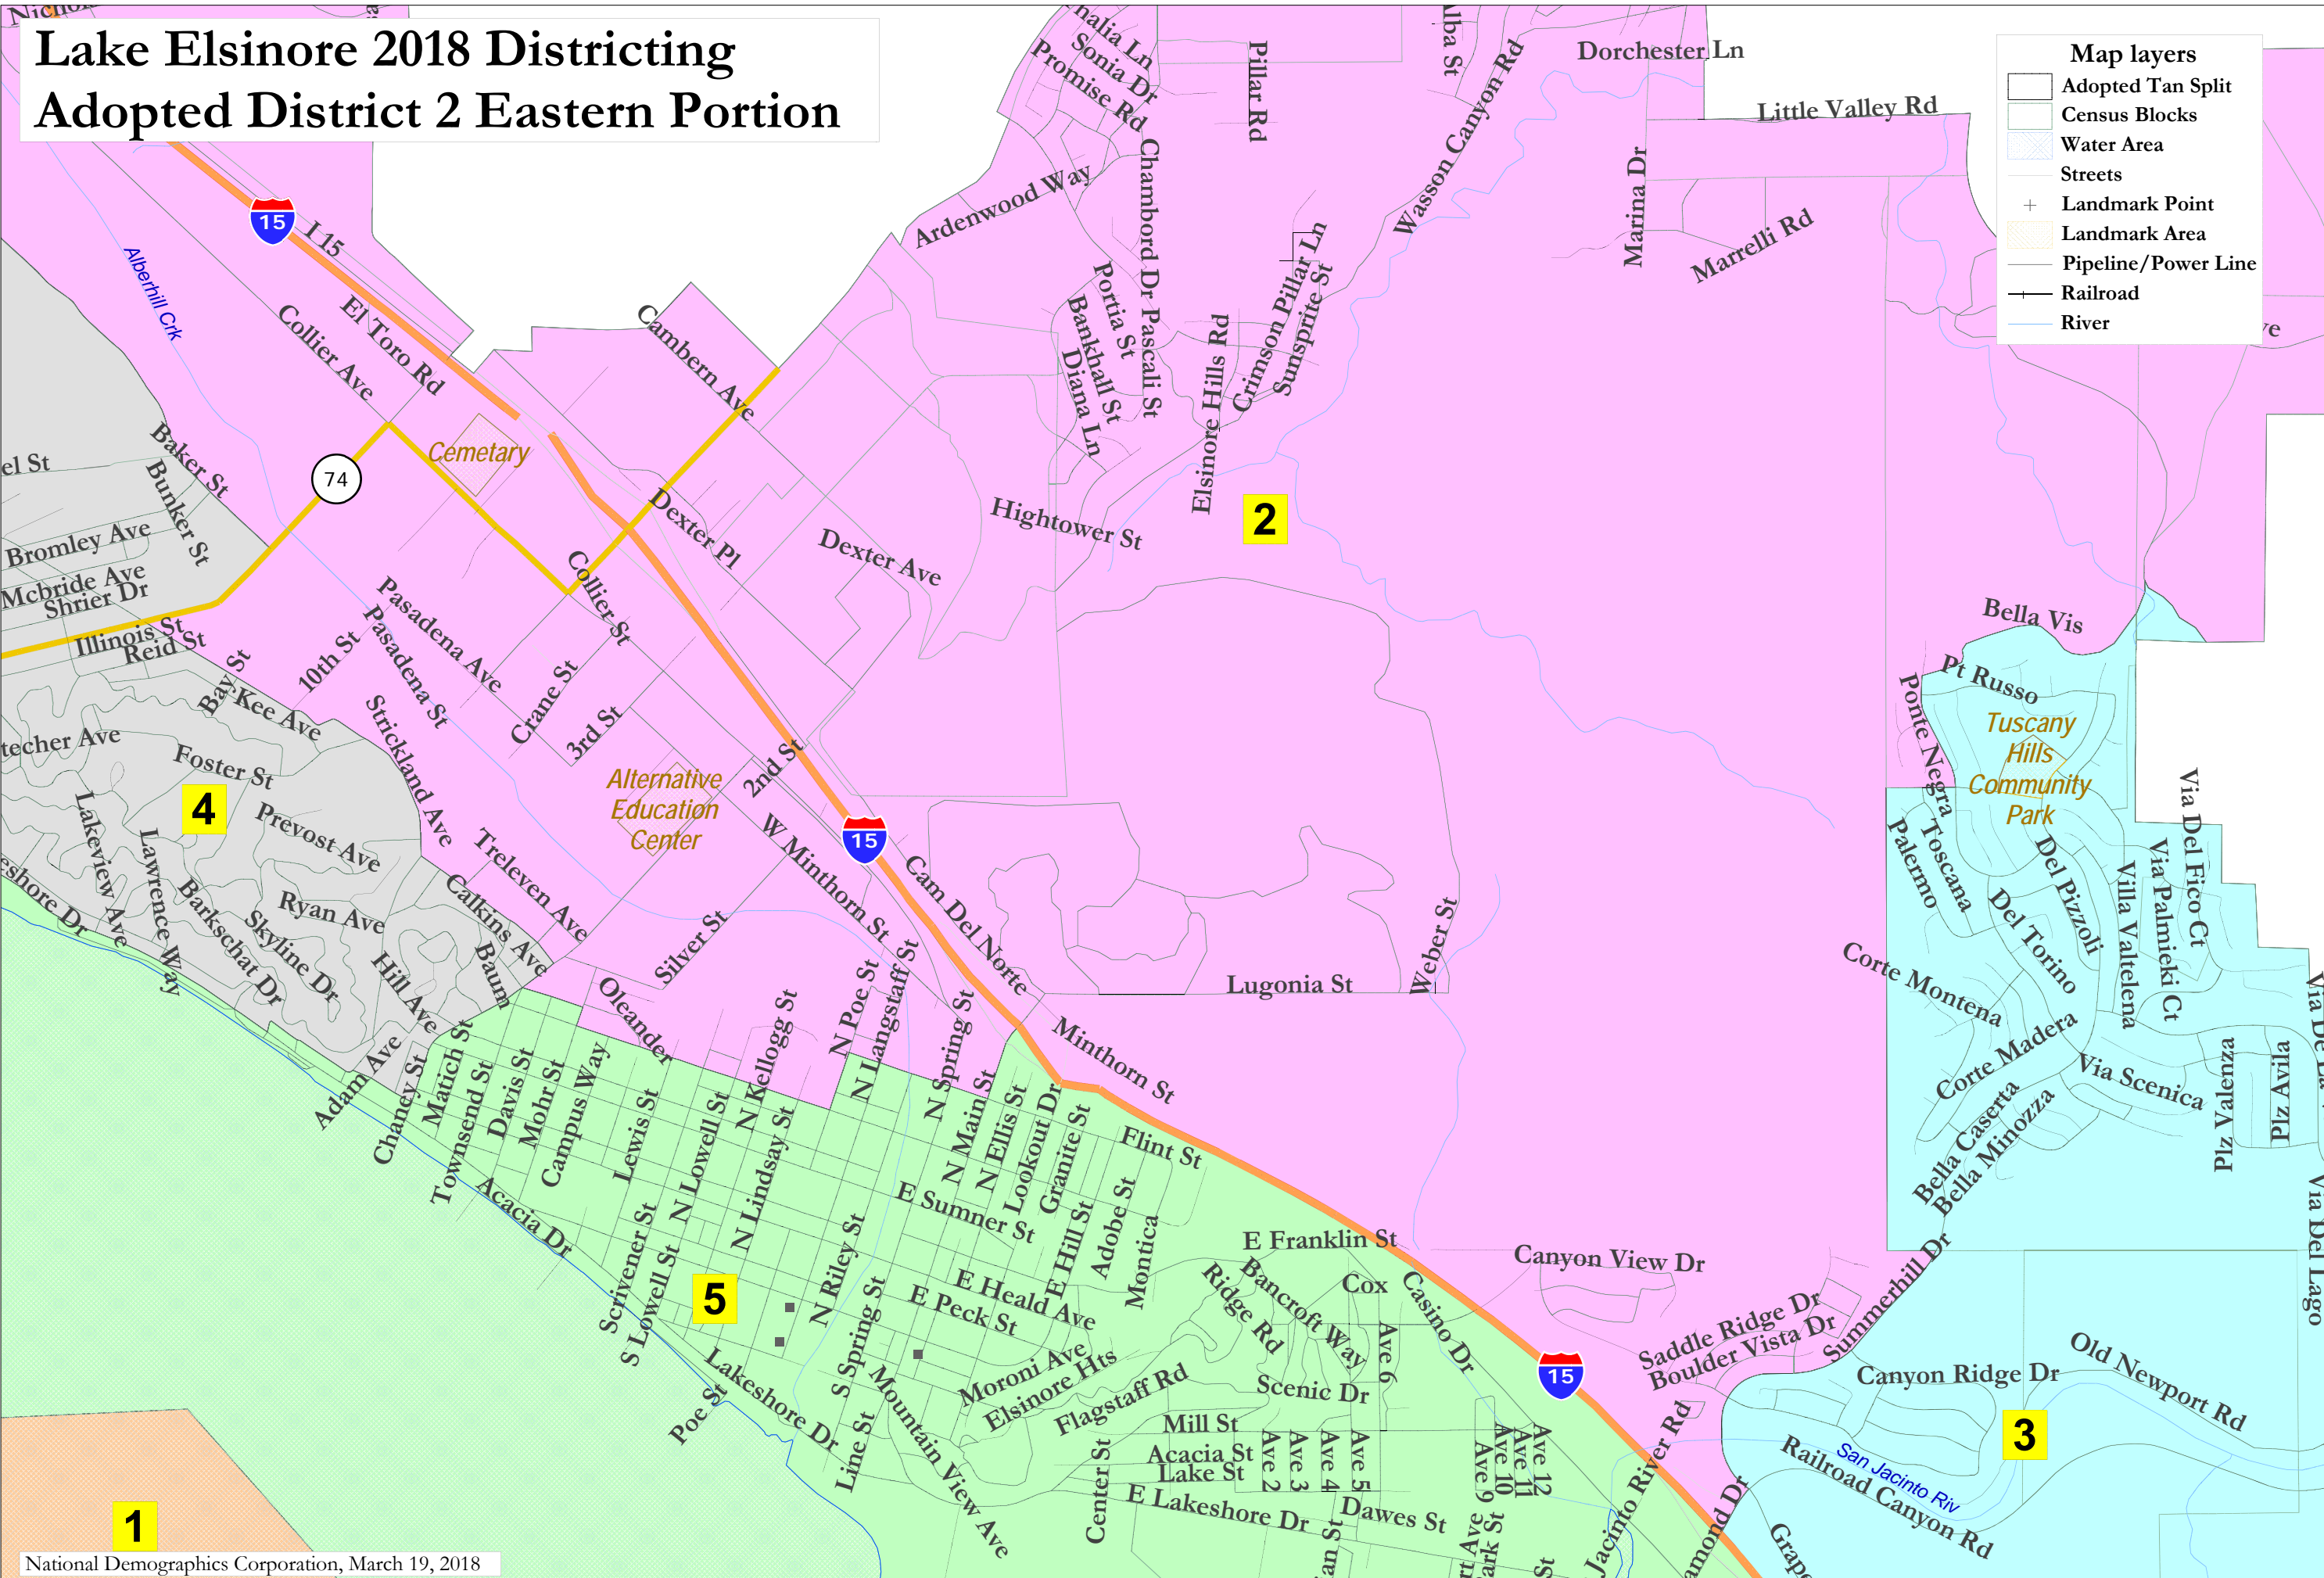 Lake Elsinore 2018 Districting
Adopted District 2 Eastern Portion
Map layers
Adopted Tan Split
Census Blocks
Water Area
Streets
Landmark Point
Landmark Area
Pipeline/Power Line
Railroad
River
Sonia Dr
Promise Rd
Pillar Rd
Alba St
Wasson Canyon Rd
Dorchester Ln
Little Valley Rd
Marina Dr
Marrelli Rd
Ardenwood Way
Chambord Dr
Pascali St
Portia St
Bankhall St
Diana Ln
Elsinore Hills Rd
Crimson Pillar Ln
Sunsprite St
Hightower St
2
15
I 15
Alberhill Crk
Collier Ave
El Toro Rd
Cambern Ave
Cemetary
74
Baker St
Bunker St
el St
Bromley Ave
Mcbride Ave
Shrier Dr
Illinois St
Reid St
Bay St
Kee Ave
10th St
Pasadena Ave
Pasadena St
Collier St
Crane St
3rd St
Dexter Pl
Dexter Ave
2nd St
Strickland Ave
techer Ave
Foster St
4
Prevost Ave
Lakeview Ave
Lawrence Way
Barkschat Dr
Skyline Dr
Ryan Ave
Hill Ave
Treleven Ave
Calkins Ave
Baum
eshore Dr
Alternative
Education
Center
W Minthorn St
15
Cam Del Norte
Silver St
Oleander
N Poe St
N Langstaff St
N Spring St
N Kellogg St
Lugonia St
Weber St
Minthorn St
Adam Ave
Chaney St
Matich St
Townsend St
Davis St
Mohr St
Campus Way
Lewis St
N Lowell St
N Lindsay St
N Main St
N Ellis St
Lookout Dr
Granite St
Flint St
E Sumner St
Acacia Dr
Scrivener St
S Lowell St
5
N Riley St
S Spring St
E Heald Ave
E Peck St
E Hill St
Adobe St
Montica
E Franklin St
Ridge Rd
Bancroft Way
Cox
Casino Dr
Ave 6
Canyon View Dr
15
Saddle Ridge Dr
Boulder Vista Dr
Summerhill Dr
Moroni Ave
Elsinore Hts
Flagstaff Rd
Scenic Dr
Mill St
Acacia St
Lake St
Center St
Ave 2
Ave 3
Ave 4
Ave 5
Ave 9
Ave 10
Ave 11
Ave 12
E Lakeshore Dr
Dawes St
Lakeshore Dr
Poe St
Line St
Mountain View Ave
Jacinto River Rd
amond Dr
Bella Vis
Pt Russo
Ponte Negra
Tuscany
Hills
Community
Park
Palermo
Toscana
Del Pizzoli
Del Torino
Villa Valtelena
Via Palmieki Ct
Via Del Fico Ct
Corte Montena
Corte Madera
Via Scenica
Bella Caserta
Bella Minozza
Plz Valenza
Plz Avila
Via Del Lago
Canyon Ridge Dr
Old Newport Rd
3
San Jacinto Riv
Railroad Canyon Rd
Grape
1
National Demographics Corporation, March 19, 2018